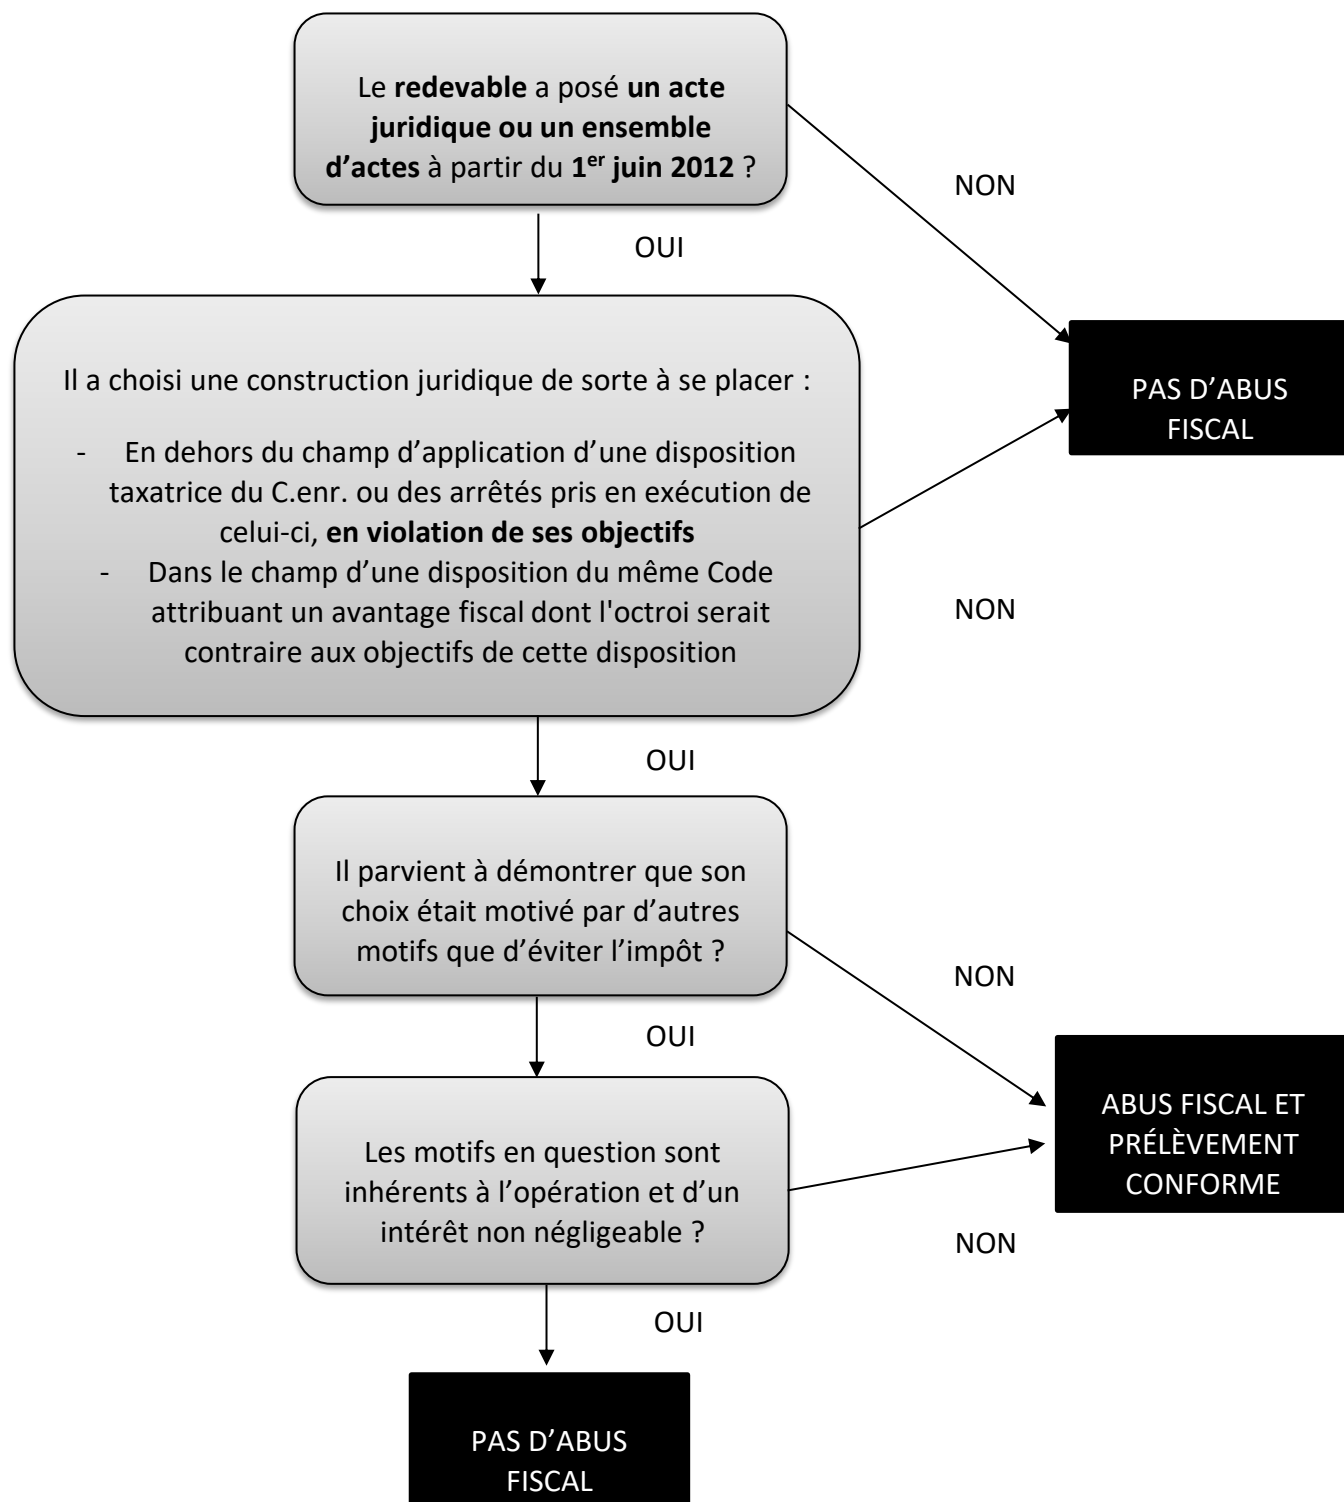 Le redevable a posé un acte
juridique ou un ensemble
d’actes à partir du 1er juin 2012 ?
NON
OUI
Il a choisi une construction juridique de sorte à se placer :
- En dehors du champ d’application d’une disposition
taxatrice du C.enr. ou des arrêtés pris en exécution de
celui-ci, en violation de ses objectifs
- Dans le champ d’une disposition du même Code
attribuant un avantage fiscal dont l'octroi serait
contraire aux objectifs de cette disposition
PAS D’ABUS
FISCAL
NON
OUI
Il parvient à démontrer que son
choix était motivé par d’autres
motifs que d’éviter l’impôt ?
NON
OUI
Les motifs en question sont
inhérents à l’opération et d’un
intérêt non négligeable ?
ABUS FISCAL ET
PRÉLÈVEMENT
CONFORME
NON
OUI
PAS D’ABUS
FISCAL